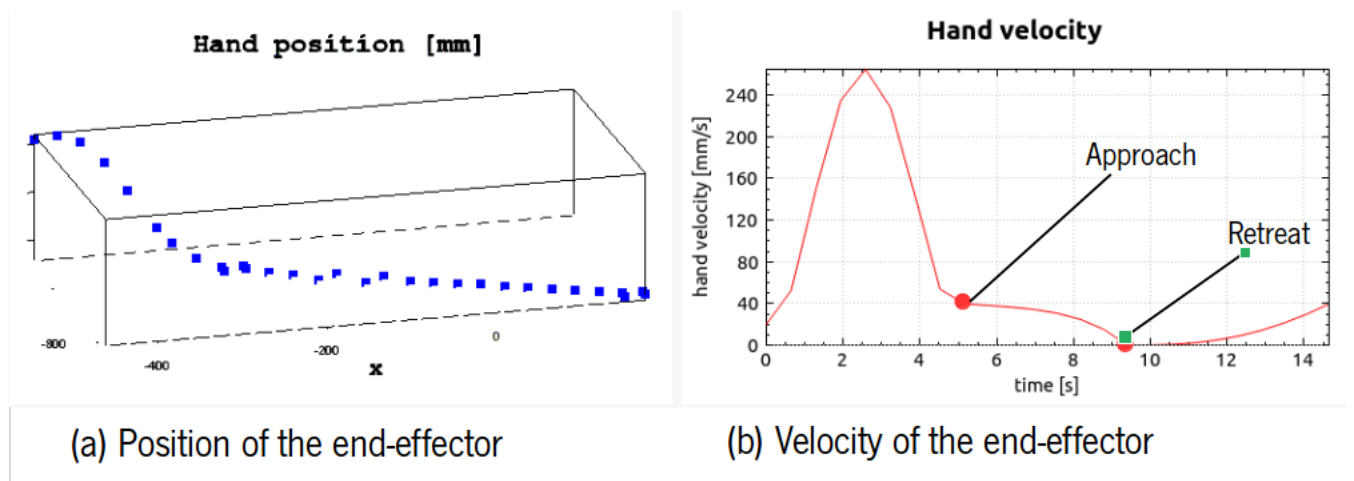 Hand position [mm]
-800
-400
-200
0
x
(a) Position of the end-effector
Hand velocity
hand velocity [mm/s]
240
200
160
120
80
40
0
0 2 4 6 8 10 12 14
time [s]
Approach
Retreat
(b) Velocity of the end-effector